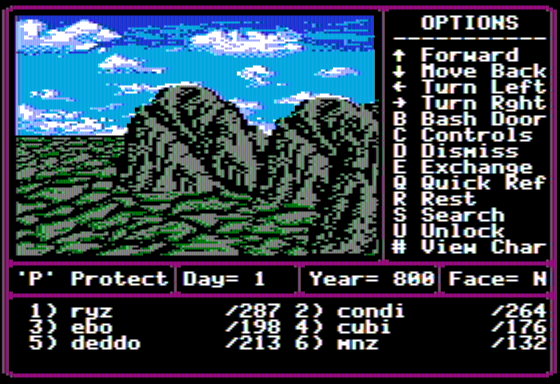 OPTIONS
↑ Forward
↓ Move Back
← Turn Left
→ Turn Rght
B Bash Door
C Controls
D Dismiss
E Exchange
Q Quick Ref
R Rest
S Search
U Unlock
# View Char
'P' Protect Day= 1 Year= 800 Face= N
1) ryz /287 2) condi /264
3) ebo /198 4) cubi /176
5) deddo /213 6) mnz /132